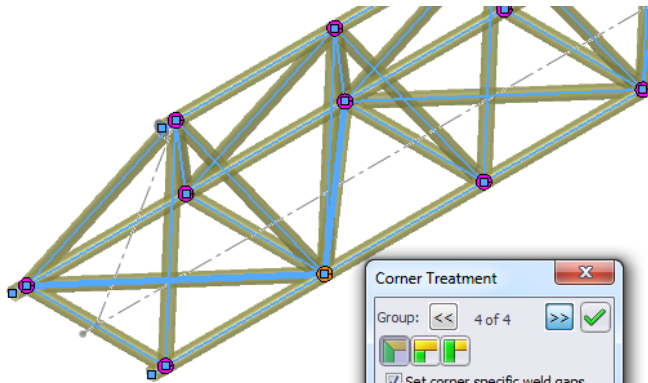 Corner Treatment
Group: << 4 of 4 >>
Set corner specific weld gaps